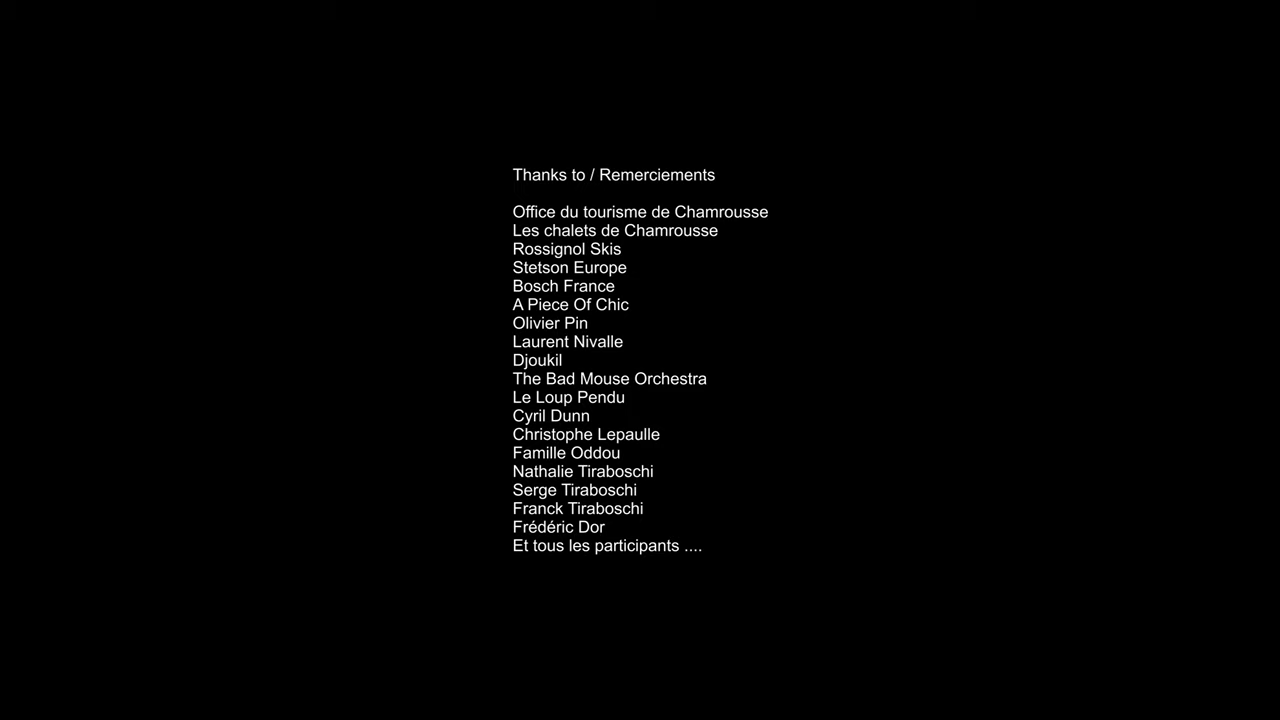 Thanks to / Remerciements
Office du tourisme de Chamrousse
Les chalets de Chamrousse
Rossignol Skis
Stetson Europe
Bosch France
A Piece Of Chic
Olivier Pin
Laurent Nivalle
Djoukil
The Bad Mouse Orchestra
Le Loup Pendu
Cyril Dunn
Christophe Lepaulle
Famille Oddou
Nathalie Tiraboschi
Serge Tiraboschi
Franck Tiraboschi
Frédéric Dor
Et tous les participants ....